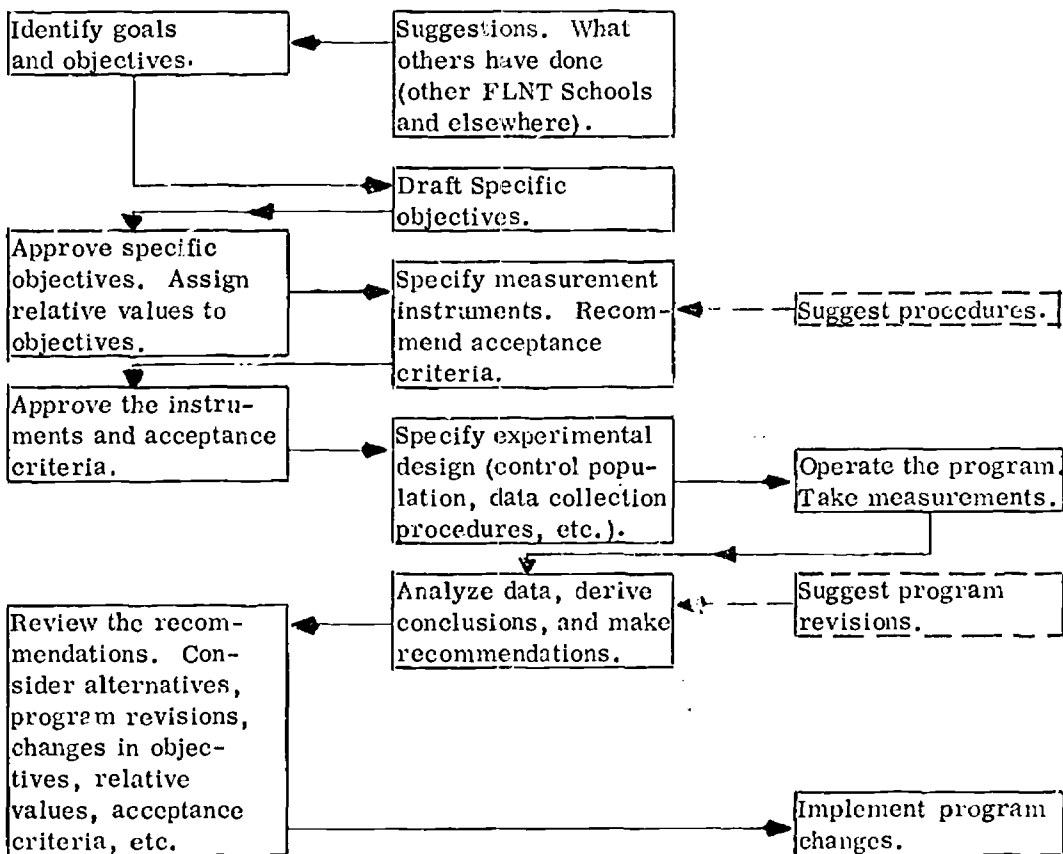 Identify goals
and objectives.
Suggestions. What
others have done
(other FLNT Schools
and elsewhere).
Draft Specific
objectives.
Approve specific
objectives. Assign
relative values to
objectives.
Specify measurement
instruments. Recom-
mend acceptance
criteria.
Suggest procedures.
Approve the instru-
ments and acceptance
criteria.
Specify experimental
design (control popu-
lation, data collection
procedures, etc.).
Operate the program.
Take measurements.
Analyze data, derive
conclusions, and make
recommendations.
Suggest program
revisions.
Review the recom-
mendations. Con-
sider alternatives,
program revisions,
changes in objec-
tives, relative
values, acceptance
criteria, etc.
Implement program
changes.